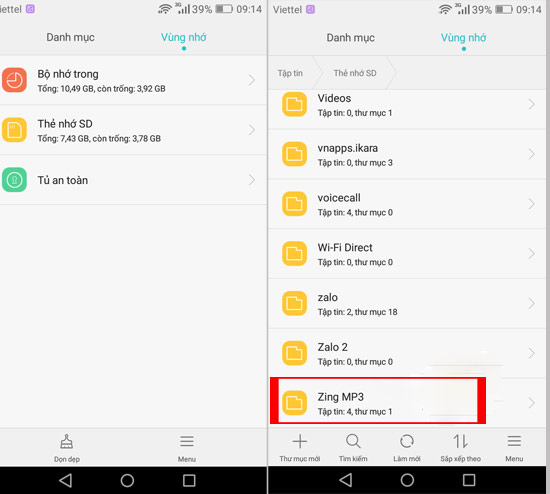 iettel 3G 39% 09:14
Danh mục Vùng nhớ
Bộ nhớ trong
Tổng: 10,49 GB, còn trống: 3,92 GB
Thẻ nhớ SD
Tổng: 7,43 GB, còn trống: 3,78 GB
Tủ an toàn
Dọn dẹp Menu
Viettel 3G 39% 09:14
Danh mục Vùng nhớ
Tập tin Thẻ nhớ SD
Videos
Tập tin: 0, thư mục 1
vnapps.ikara
Tập tin: 0, thư mục 3
voicecall
Tập tin: 4, thư mục 0
Wi-Fi Direct
Tập tin: 0, thư mục 0
zalo
Tập tin: 2, thư mục 18
Zalo 2
Tập tin: 0, thư mục 0
Zing MP3
Tập tin: 4, thư mục 1
Thư mục mới Tìm kiếm Làm mới Sắp xếp theo Menu